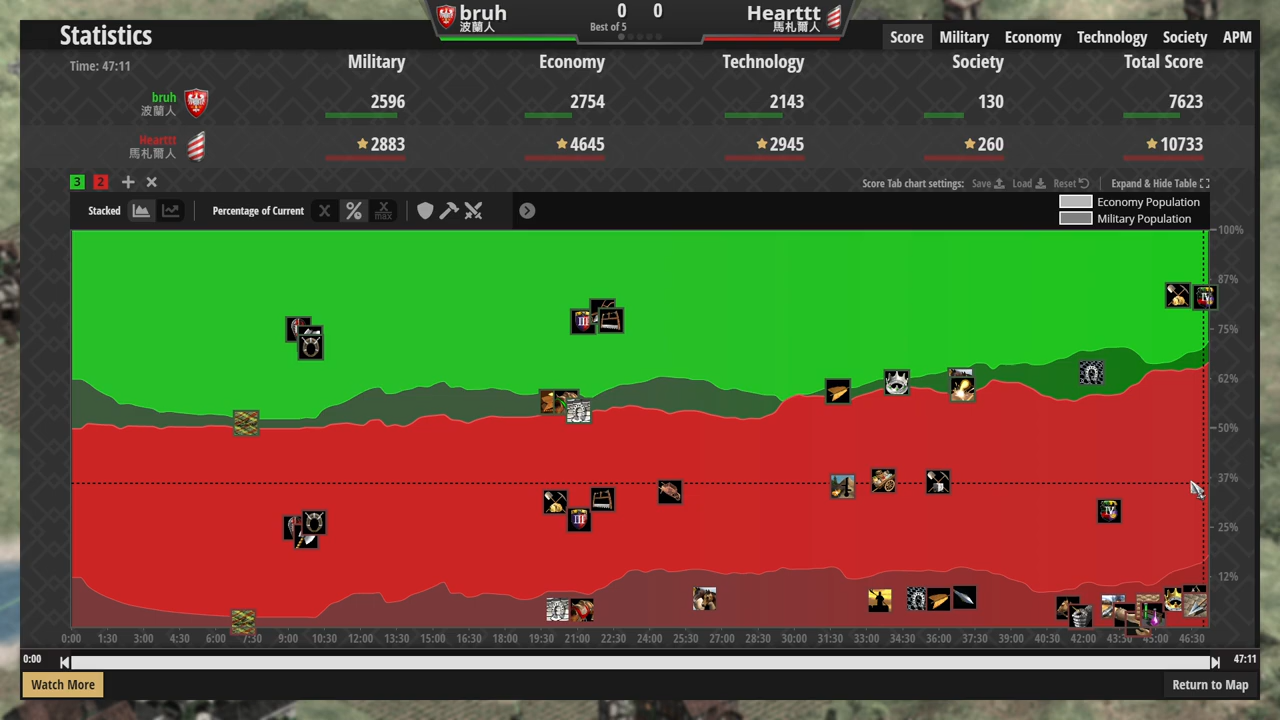 bruh 0 0 Hearttt
波蘭人 Best of 5 馬札爾人
Statistics
Score Military Economy Technology Society APM
Time: 47:11 Military Economy Technology Society Total Score
bruh 2596 2754 2143 130 7623
波蘭人
Hearttt 2883 4645 2945 260 10733
馬札爾人
3 2 Score Tab chart settings: Save Load Reset Expand & Hide Table
Stacked Percentage of Current X % X max
Economy Population
Military Population
100%
87%
75%
62%
50%
37%
25%
12%
III
III
IV
IV
0:00 1:30 3:00 4:30 6:00 7:30 9:00 10:30 12:00 13:30 15:00 16:30 18:00 19:30 21:00 22:30 24:00 25:30 27:00 28:30 30:00 31:30 33:00 34:30 36:00 37:30 39:00 40:30 42:00 43:30 45:00 46:30
0:00 47:11
Watch More Return to Map